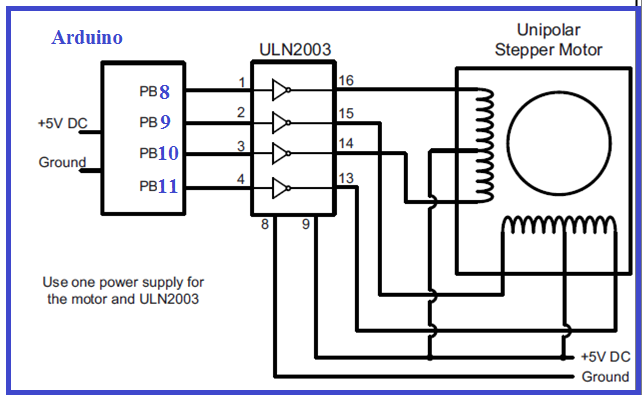 Arduino
ULN2003
Unipolar
Stepper Motor
PB8
1
16
+5V DC
PB9
2
15
Ground
PB10
3
14
PB11
4
13
8
9
Use one power supply for
the motor and ULN2003
+5V DC
Ground